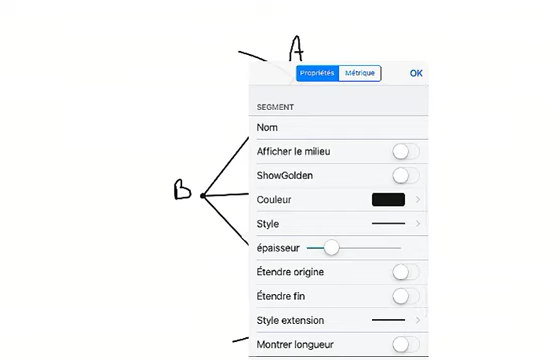 A
Propriétés Métrique OK
SEGMENT
Nom
Afficher le milieu
B
ShowGolden
Couleur
Style
épaisseur
Étendre origine
Étendre fin
Style extension
Montrer longueur